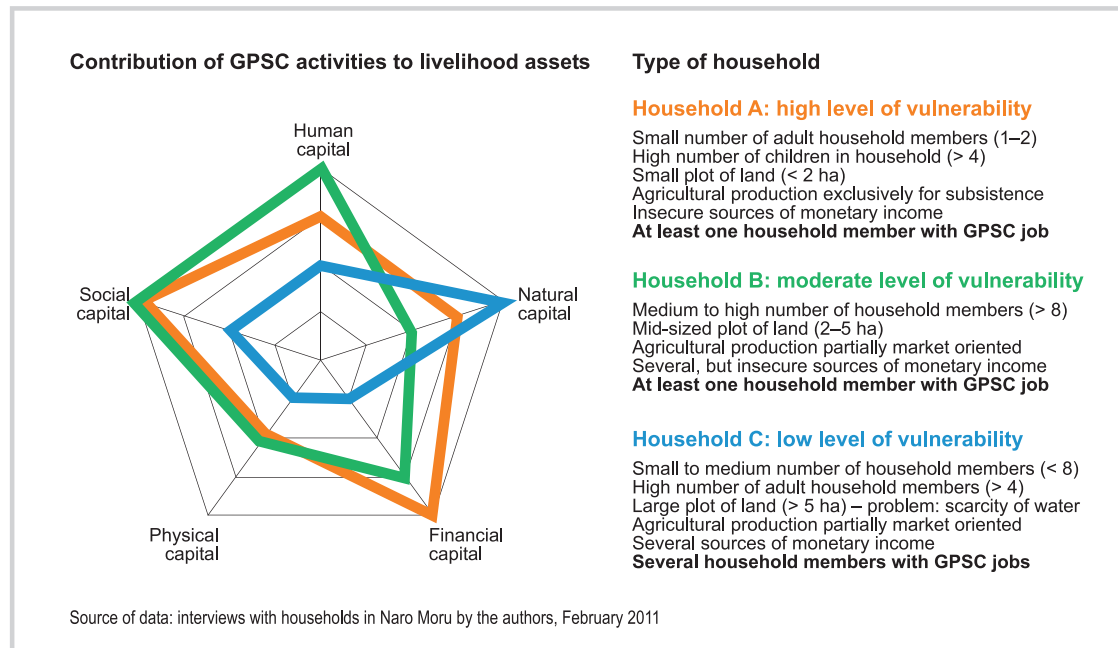 Contribution of GPSC activities to livelihood assets
Human
capital
Social
capital
Natural
capital
Physical
capital
Financial
capital
Type of household
Household A: high level of vulnerability
Small number of adult household members (1–2)
High number of children in household (> 4)
Small plot of land (< 2 ha)
Agricultural production exclusively for subsistence
Insecure sources of monetary income
At least one household member with GPSC job
Household B: moderate level of vulnerability
Medium to high number of household members (> 8)
Mid-sized plot of land (2–5 ha)
Agricultural production partially market oriented
Several, but insecure sources of monetary income
At least one household member with GPSC job
Household C: low level of vulnerability
Small to medium number of household members (< 8)
High number of adult household members (> 4)
Large plot of land (> 5 ha) – problem: scarcity of water
Agricultural production partially market oriented
Several sources of monetary income
Several household members with GPSC jobs
Source of data: interviews with households in Naro Moru by the authors, February 2011